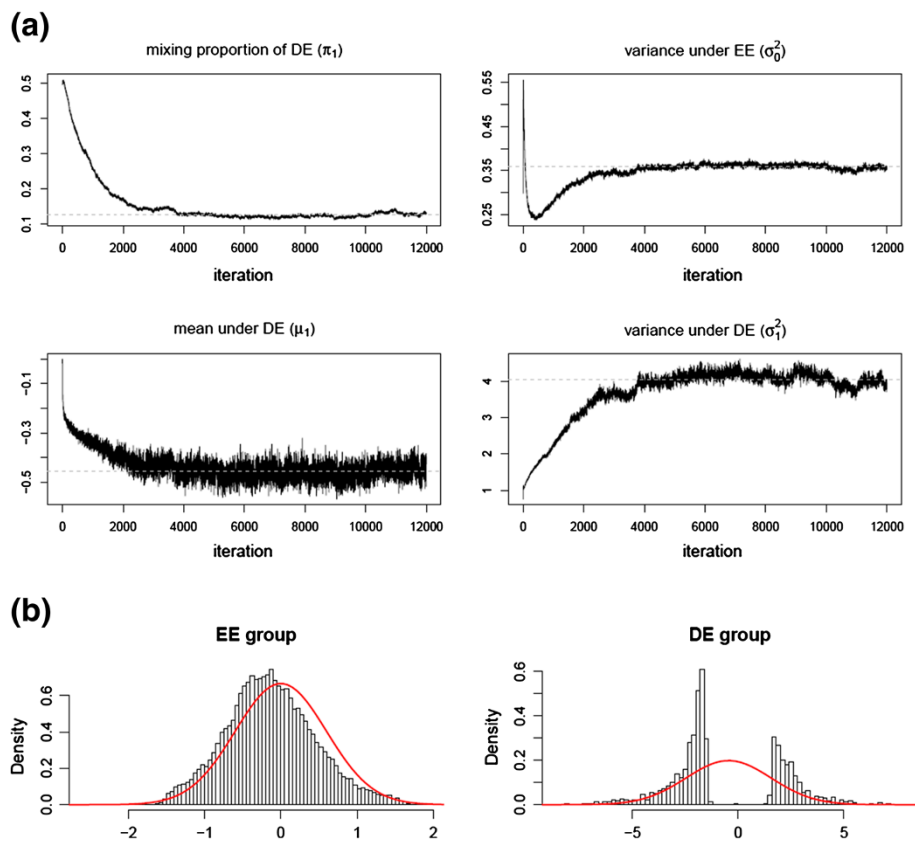 (a)
mixing proportion of DE (π₁)
0.5
0.4
0.3
0.2
0.1
0 2000 4000 6000 8000 10000 12000
iteration
variance under EE (σ₀²)
0.55
0.45
0.35
0.25
0 2000 4000 6000 8000 10000 12000
iteration
mean under DE (μ₁)
-0.1
-0.3
-0.5
0 2000 4000 6000 8000 10000 12000
iteration
variance under DE (σ₁²)
4
3
2
1
0 2000 4000 6000 8000 10000 12000
iteration
(b)
EE group
Density
0.6
0.4
0.2
0.0
−2 −1 0 1 2
DE group
Density
0.6
0.4
0.2
0.0
−5 0 5